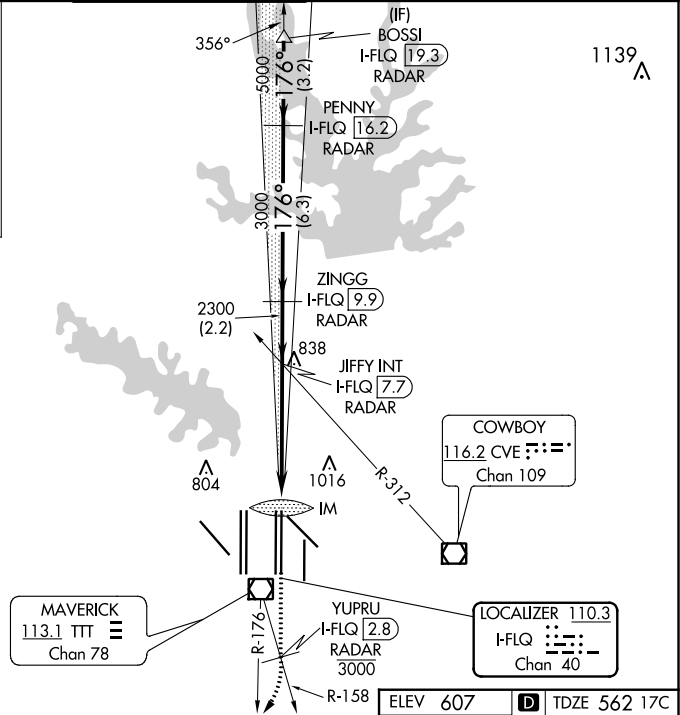 (IF)
BOSSI
I-FLQ 19.3
RADAR
356°
1139
5000
176°
(3.2)
PENNY
I-FLQ 16.2
RADAR
3000
176°
(6.3)
ZINGG
I-FLQ 9.9
RADAR
2300
(2.2)
838
JIFFY INT
I-FLQ 7.7
RADAR
COWBOY
116.2 CVE
Chan 109
R-312
804
1016
IM
MAVERICK
113.1 TTT
Chan 78
R-176
YUPRU
I-FLQ 2.8
RADAR
3000
R-158
LOCALIZER 110.3
I-FLQ
Chan 40
ELEV 607 D TDZE 562 17C